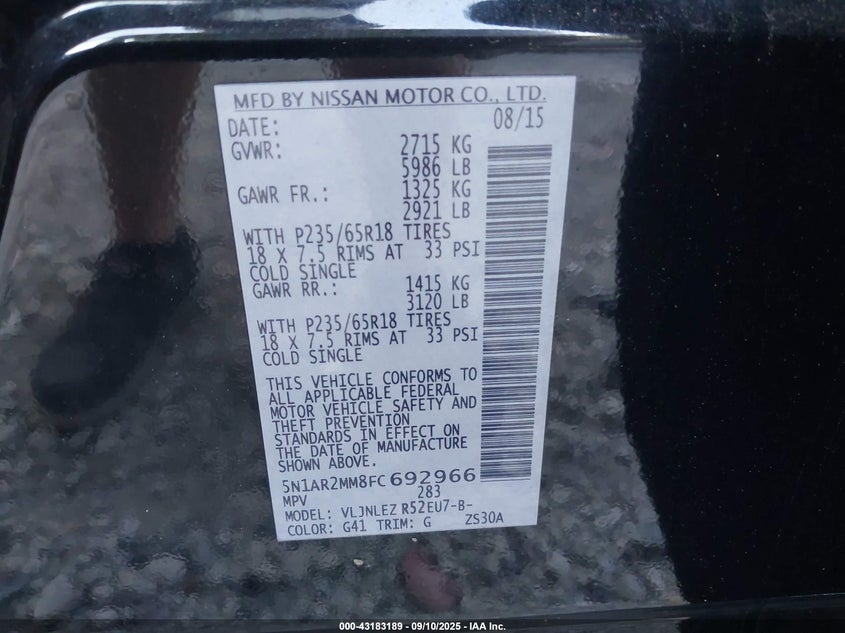 MFD BY NISSAN MOTOR CO., LTD.
DATE: 08/15
GVWR: 2715 KG
5986 LB
GAWR FR.: 1325 KG
2921 LB
WITH P235/65R18 TIRES
18 X 7.5 RIMS AT 33 PSI
COLD SINGLE
GAWR RR.: 1415 KG
3120 LB
WITH P235/65R18 TIRES
18 X 7.5 RIMS AT 33 PSI
COLD SINGLE
THIS VEHICLE CONFORMS TO
ALL APPLICABLE FEDERAL
MOTOR VEHICLE SAFETY AND
THEFT PREVENTION
STANDARDS IN EFFECT ON
THE DATE OF MANUFACTURE
SHOWN ABOVE.
5N1AR2MM8FC692966
MPV 283
MODEL: VLJNLEZ R52EU7-B-
COLOR: G41 TRIM: G ZS30A
000-43183189 - 09/10/2025 - IAA Inc.